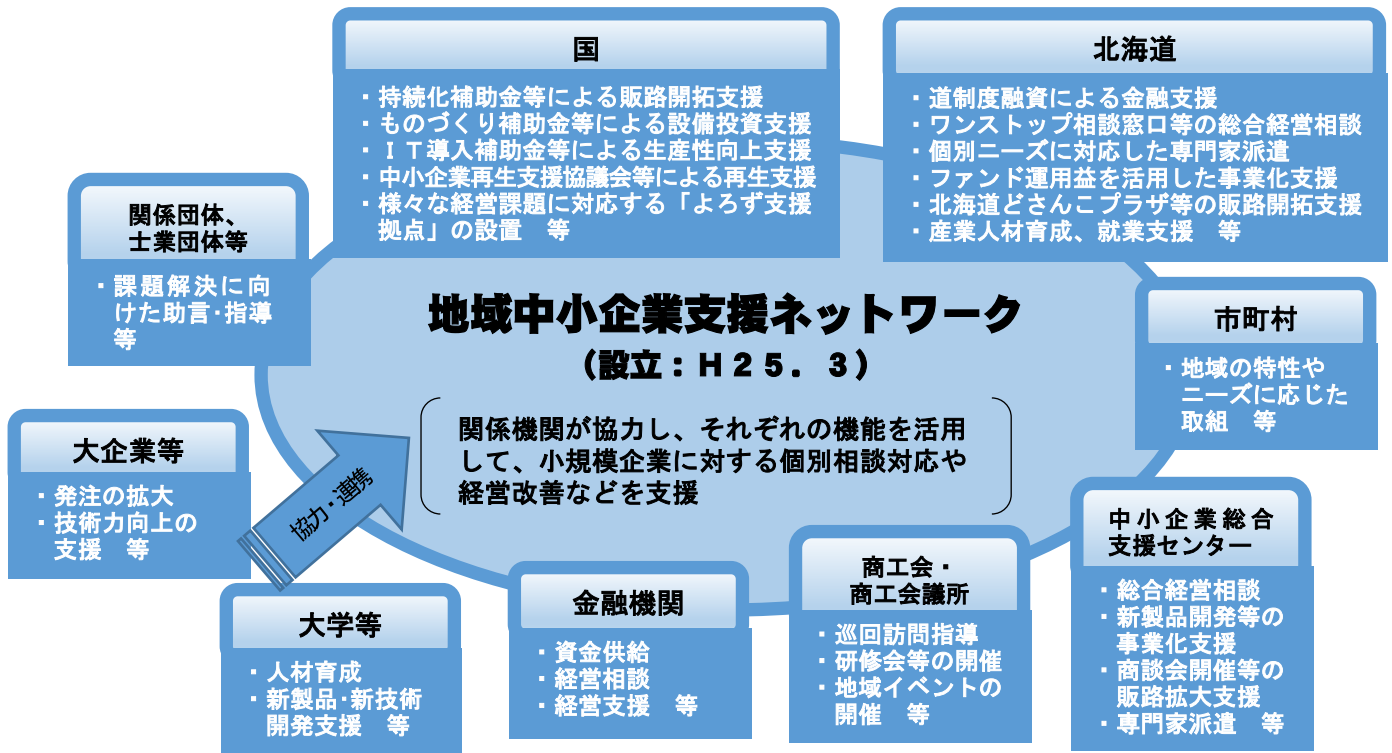 国
・持続化補助金等による販路開拓支援
・ものづくり補助金等による設備投資支援
・ＩＴ導入補助金等による生産性向上支援
・中小企業再生支援協議会等による再生支援
・様々な経営課題に対応する「よろず支援
拠点」の設置　等
北海道
・道制度融資による金融支援
・ワンストップ相談窓口等の総合経営相談
・個別ニーズに対応した専門家派遣
・ファンド運用益を活用した事業化支援
・北海道どさんこプラザ等の販路開拓支援
・産業人材育成、就業支援　等
関係団体、
士業団体等
・課題解決に向
けた助言・指導
等
地域中小企業支援ネットワーク
（設立：Ｈ２５．３）
関係機関が協力し、それぞれの機能を活用
して、小規模企業に対する個別相談対応や
経営改善などを支援
市町村
・地域の特性や
ニーズに応じた
取組　等
大企業等
・発注の拡大
・技術力向上の
支援　等
協力・連携
大学等
・人材育成
・新製品・新技術
開発支援　等
金融機関
・資金供給
・経営相談
・経営支援　等
商工会・
商工会議所
・巡回訪問指導
・研修会等の開催
・地域イベントの
開催　等
中小企業総合
支援センター
・総合経営相談
・新製品開発等の
事業化支援
・商談会開催等の
販路拡大支援
・専門家派遣　等